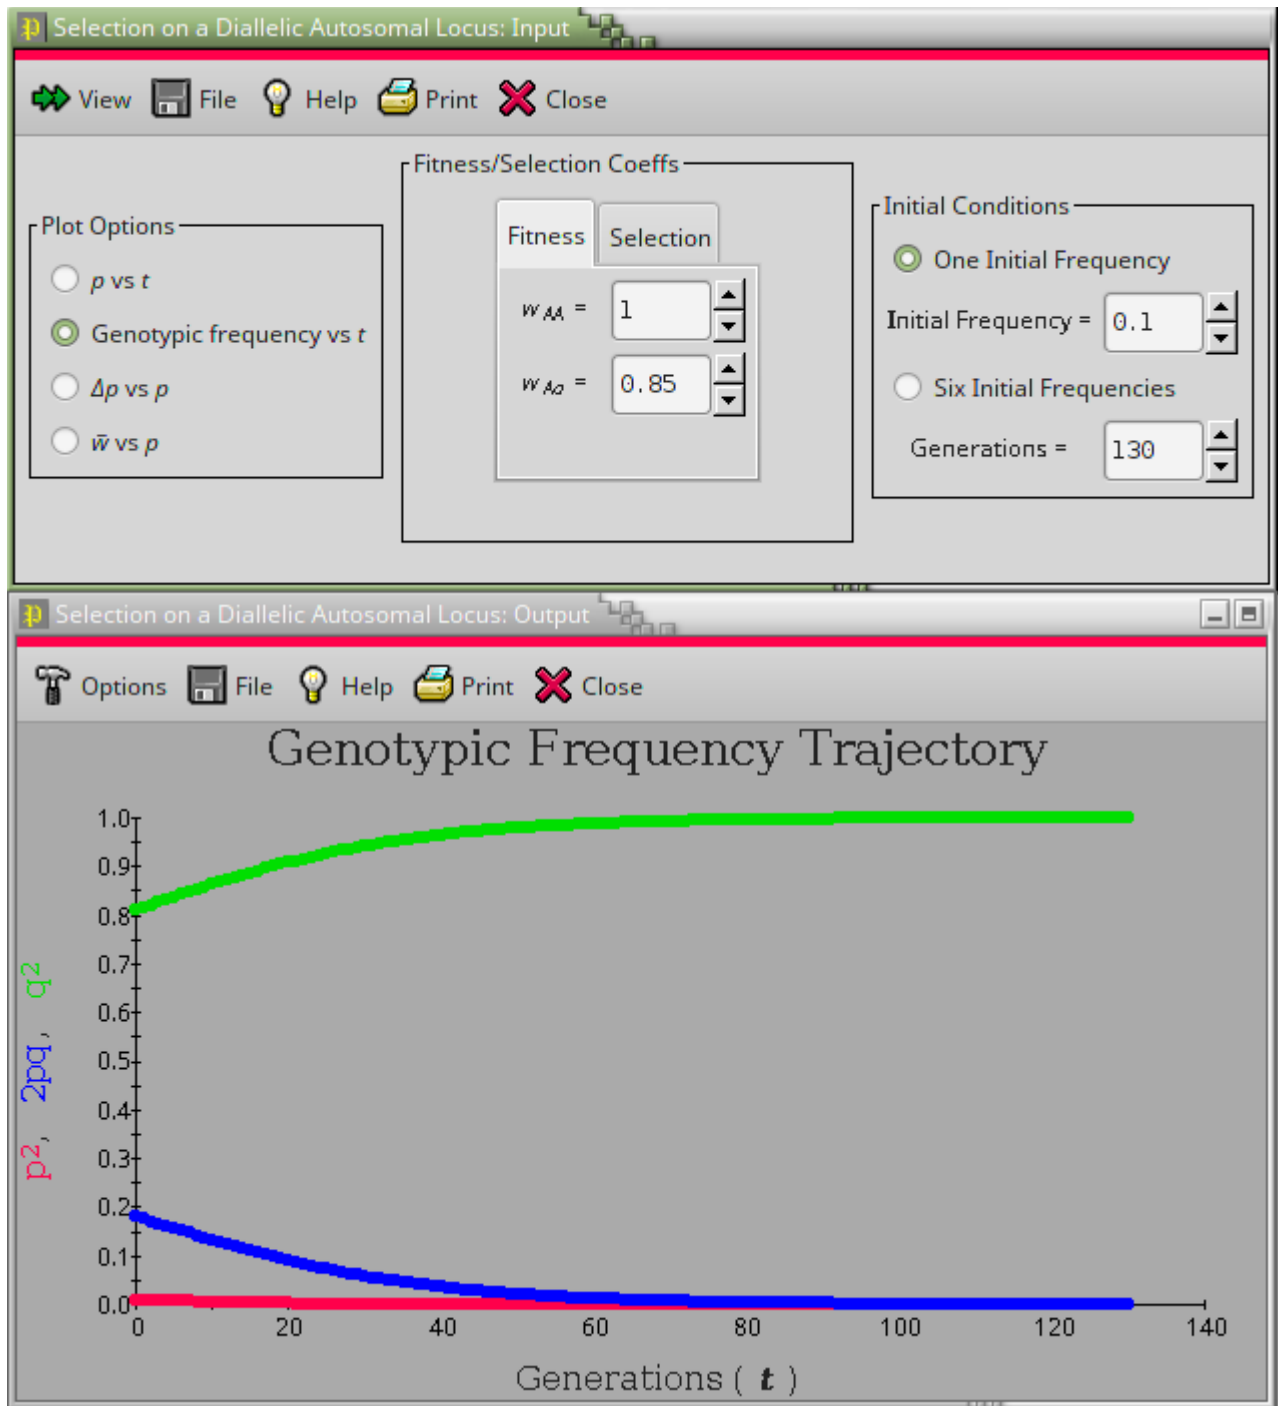 Selection on a Diallelic Autosomal Locus: Input
View File Help Print Close
Fitness/Selection Coeffs
Plot Options
p vs t
Genotypic frequency vs t
Δp vs p
w̄ vs p
Fitness Selection
w AA = 1
w Aa = 0.85
Initial Conditions
One Initial Frequency
Initial Frequency = 0.1
Six Initial Frequencies
Generations = 130
Selection on a Diallelic Autosomal Locus: Output
Options File Help Print Close
Genotypic Frequency Trajectory
1.0
0.9
0.8
0.7
0.6
0.5
0.4
0.3
0.2
0.1
0.0
p², 2pq, q²
0 20 40 60 80 100 120 140
Generations ( t )